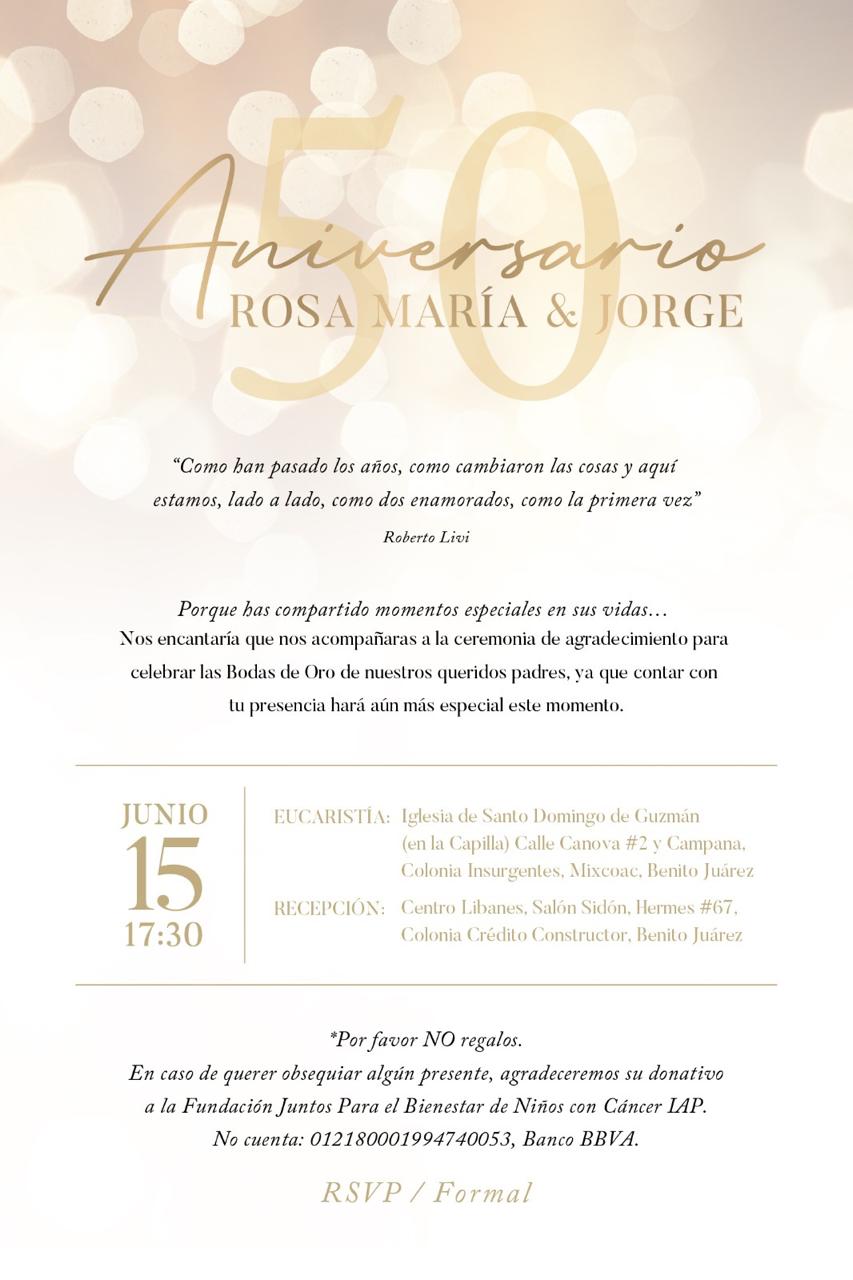 50
Aniversario
ROSA MARÍA & JORGE
“Como han pasado los años, como cambiaron las cosas y aquí
estamos, lado a lado, como dos enamorados, como la primera vez”
Roberto Livi
Porque has compartido momentos especiales en sus vidas...
Nos encantaría que nos acompañaras a la ceremonia de agradecimiento para
celebrar las Bodas de Oro de nuestros queridos padres, ya que contar con
tu presencia hará aún más especial este momento.
JUNIO
15
17:30
EUCARISTÍA: Iglesia de Santo Domingo de Guzmán
(en la Capilla) Calle Canova #2 y Campana,
Colonia Insurgentes, Mixcoac, Benito Juárez
RECEPCIÓN: Centro Libanes, Salón Sidón, Hermes #67,
Colonia Crédito Constructor, Benito Juárez
*Por favor NO regalos.
En caso de querer obsequiar algún presente, agradeceremos su donativo
a la Fundación Juntos Para el Bienestar de Niños con Cáncer IAP.
No cuenta: 012180001994740053, Banco BBVA.
RSVP / Formal